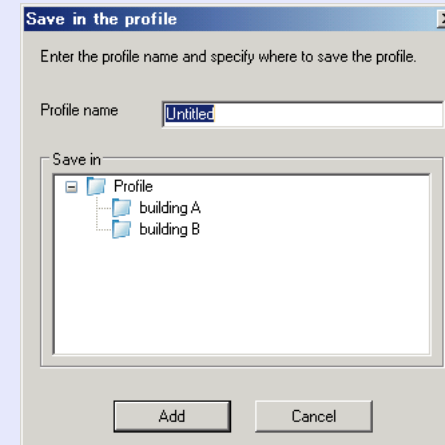 Save in the profile
Enter the profile name and specify where to save the profile.
Profile name
Untitled
Save in
Profile
building A
building B
Add
Cancel